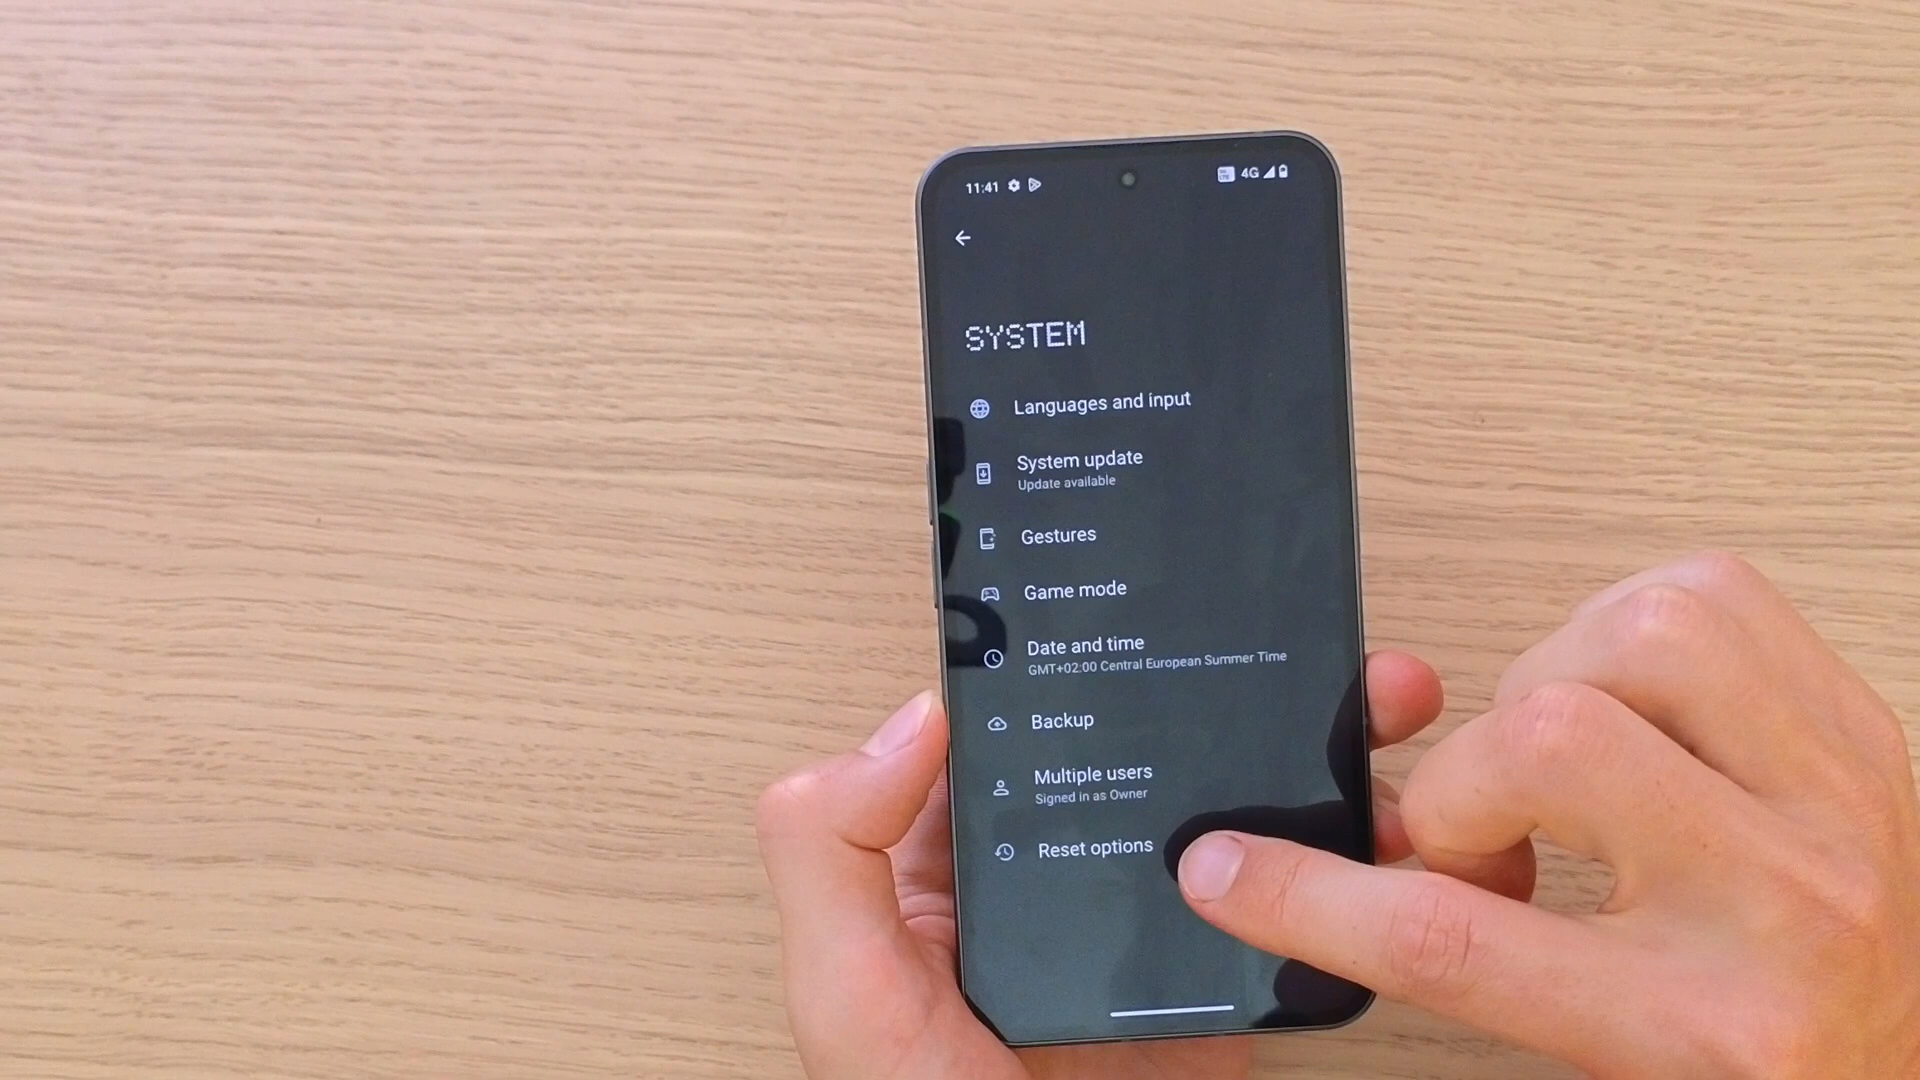 11:41
4G
SYSTEM
Languages and input
System update
Update available
Gestures
Game mode
Date and time
GMT+02:00 Central European Summer Time
Backup
Multiple users
Signed in as Owner
Reset options